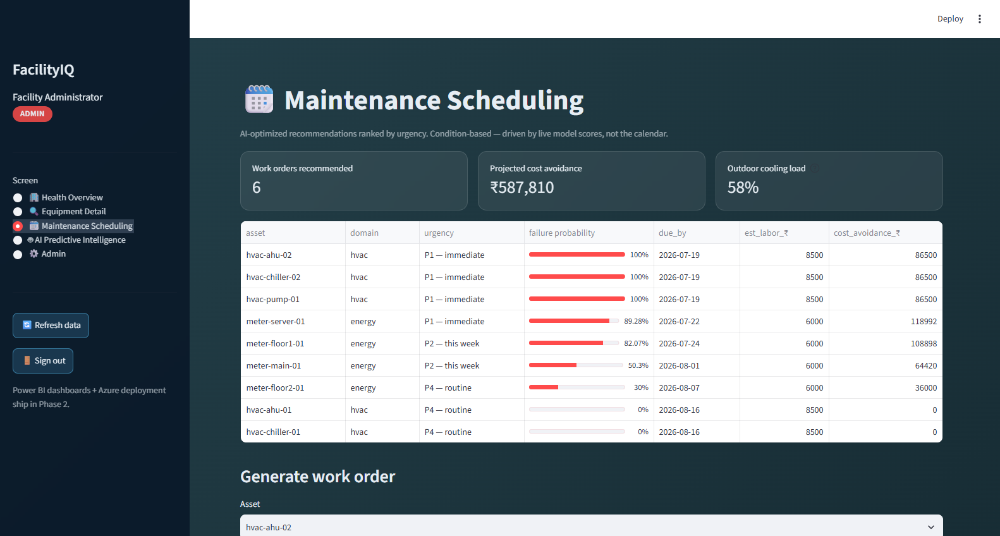 Deploy
FacilityIQ
Facility Administrator
ADMIN
Screen
Health Overview
Equipment Detail
Maintenance Scheduling
AI Predictive Intelligence
Admin
Refresh data
Sign out
Power BI dashboards + Azure deployment
ship in Phase 2.
Maintenance Scheduling
AI-optimized recommendations ranked by urgency. Condition-based — driven by live model scores, not the calendar.
Work orders recommended
6
Projected cost avoidance
₹587,810
Outdoor cooling load
58%
asset domain urgency failure probability due_by est_labor_₹ cost_avoidance_₹
hvac-ahu-02 hvac P1 — immediate 100% 2026-07-19 8500 86500
hvac-chiller-02 hvac P1 — immediate 100% 2026-07-19 8500 86500
hvac-pump-01 hvac P1 — immediate 100% 2026-07-19 8500 86500
meter-server-01 energy P1 — immediate 89.28% 2026-07-22 6000 118992
meter-floor1-01 energy P2 — this week 82.07% 2026-07-24 6000 108898
meter-main-01 energy P2 — this week 50.3% 2026-08-01 6000 64420
meter-floor2-01 energy P4 — routine 30% 2026-08-07 6000 36000
hvac-ahu-01 hvac P4 — routine 0% 2026-08-16 8500 0
hvac-chiller-01 hvac P4 — routine 0% 2026-08-16 8500 0
Generate work order
Asset
hvac-ahu-02